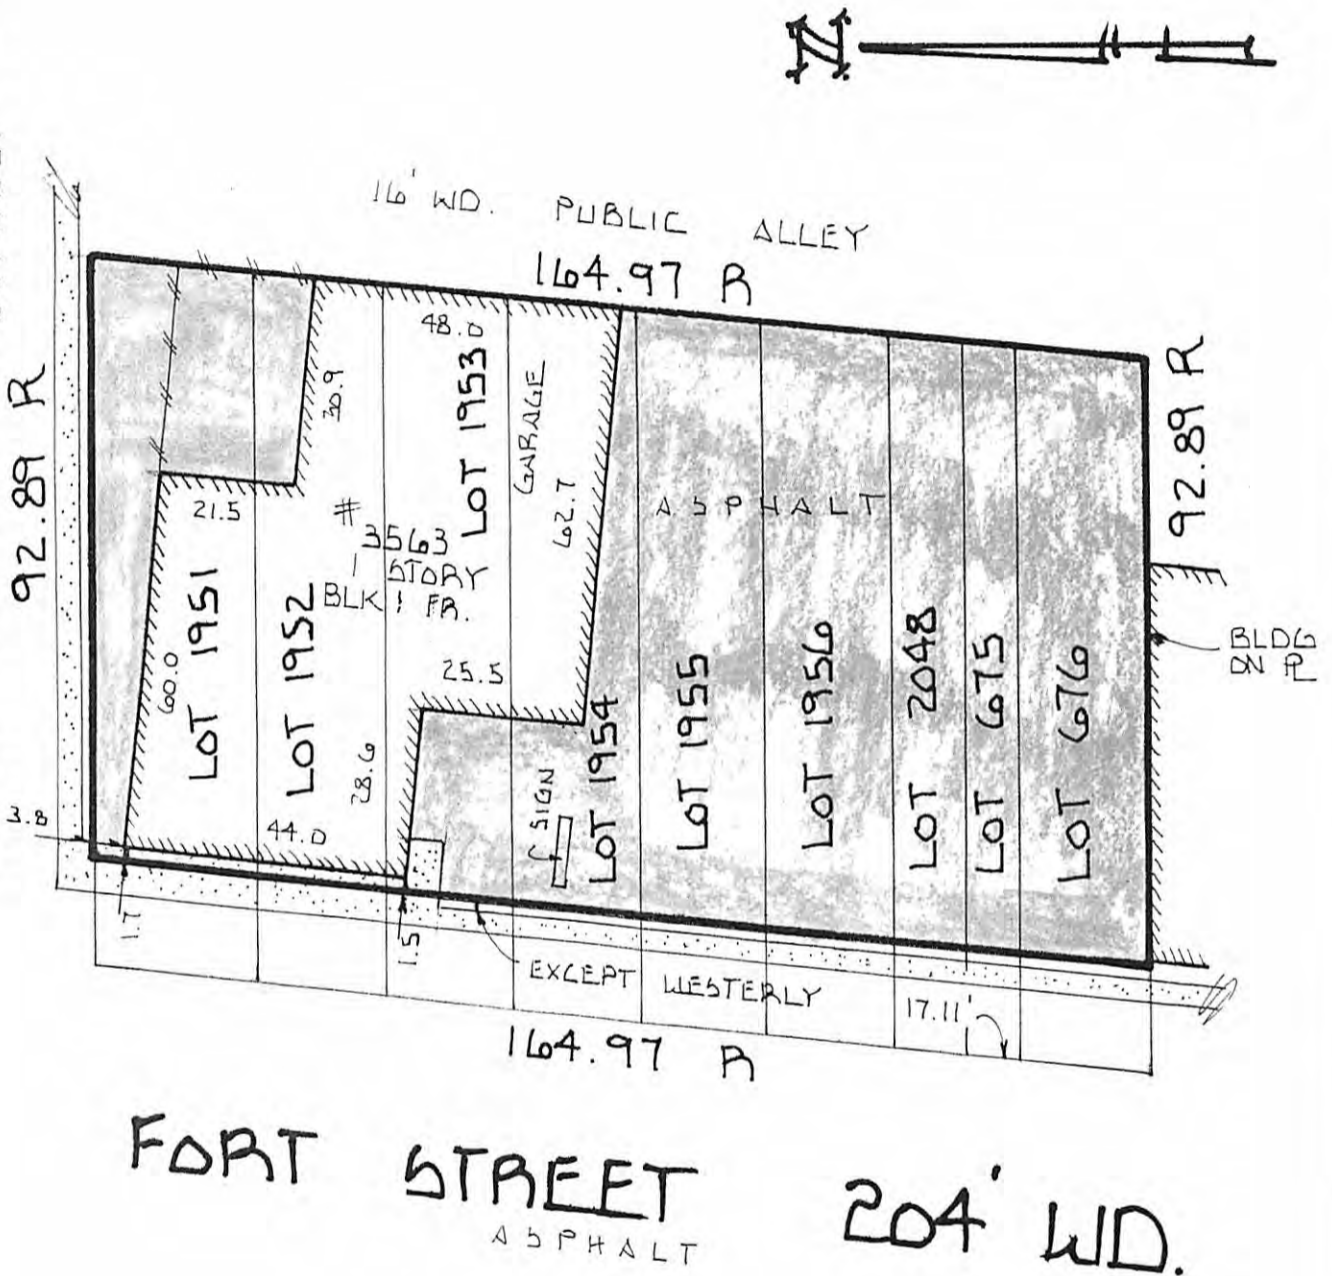 N
16' WD. PUBLIC ALLEY
164.97 R
92.89 R
92.89 R
48.0
30.9
GARAGE
62.7
21.5
#
3563
1 STORY
BLK & FR.
ASPHALT
LOT 1951
LOT 1952
LOT 1953
LOT 1954
LOT 1955
LOT 1956
LOT 2048
LOT 675
LOT 676
BLDG
ON PL
60.0
25.5
28.6
44.0
SIGN
3.8
1.7
1.5
EXCEPT WESTERLY
17.11'
164.97 R
FORT STREET 204' WD.
ASPHALT